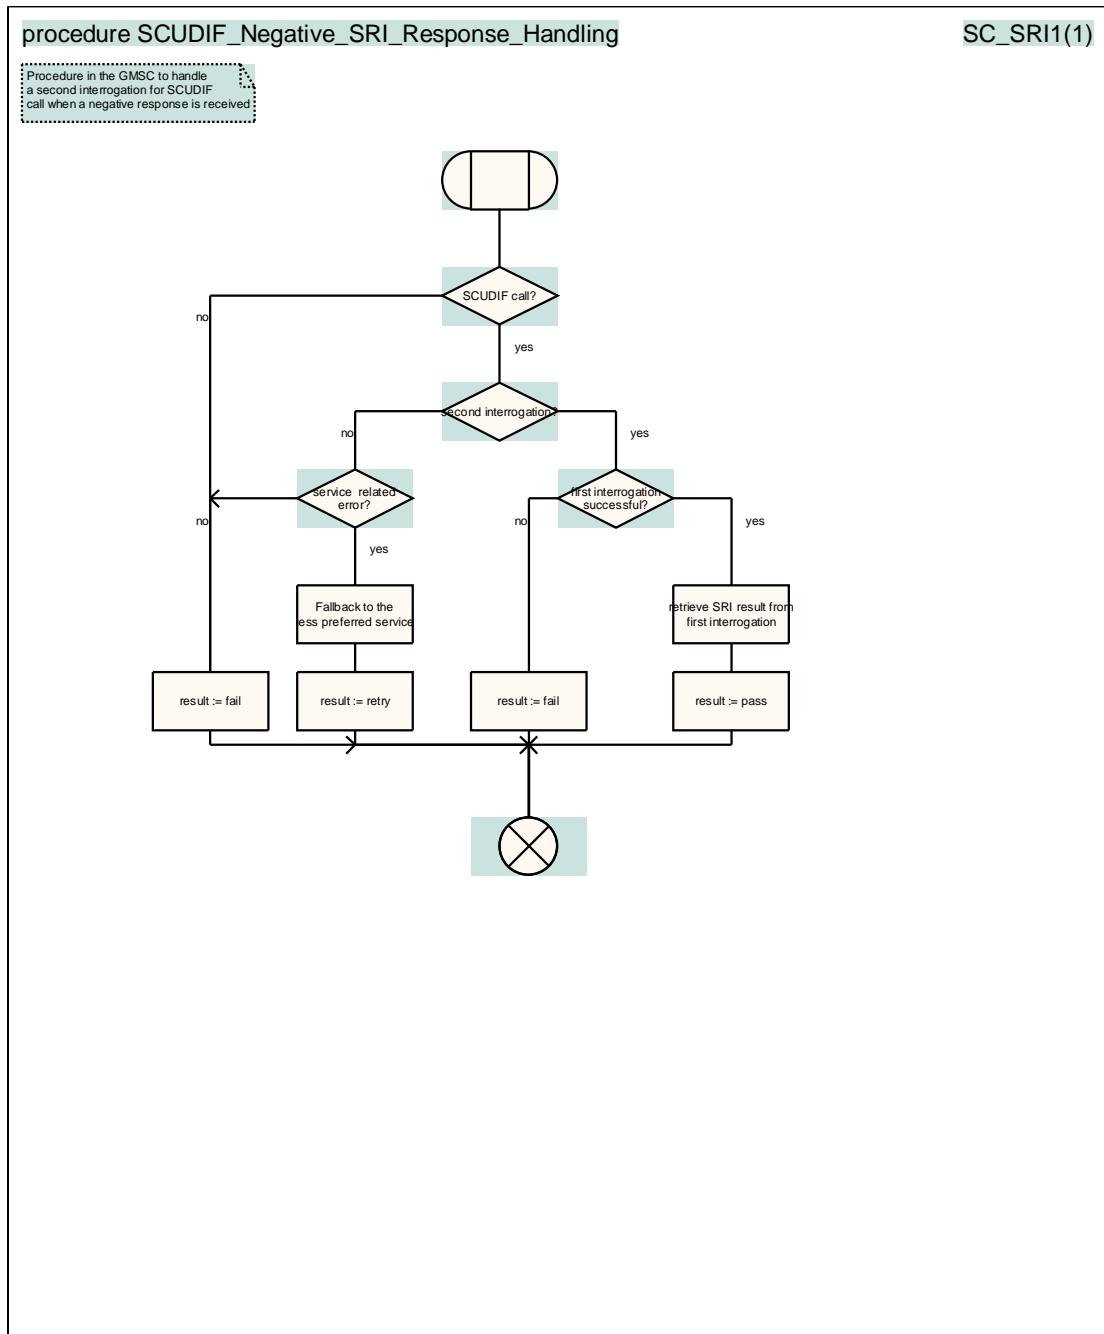 procedure SCUDIF_Negative_SRI_Response_Handling
SC_SRI1(1)
Procedure in the GMSC to handle
a second interrogation for SCUDIF
call when a negative response is received
SCUDIF call?
no
yes
second interrogation?
no
yes
service related
error?
first interrogation
successful?
no
no
yes
yes
Fallback to the
less preferred service
retrieve SRI result from
first interrogation
result := fail
result := retry
result := fail
result := pass